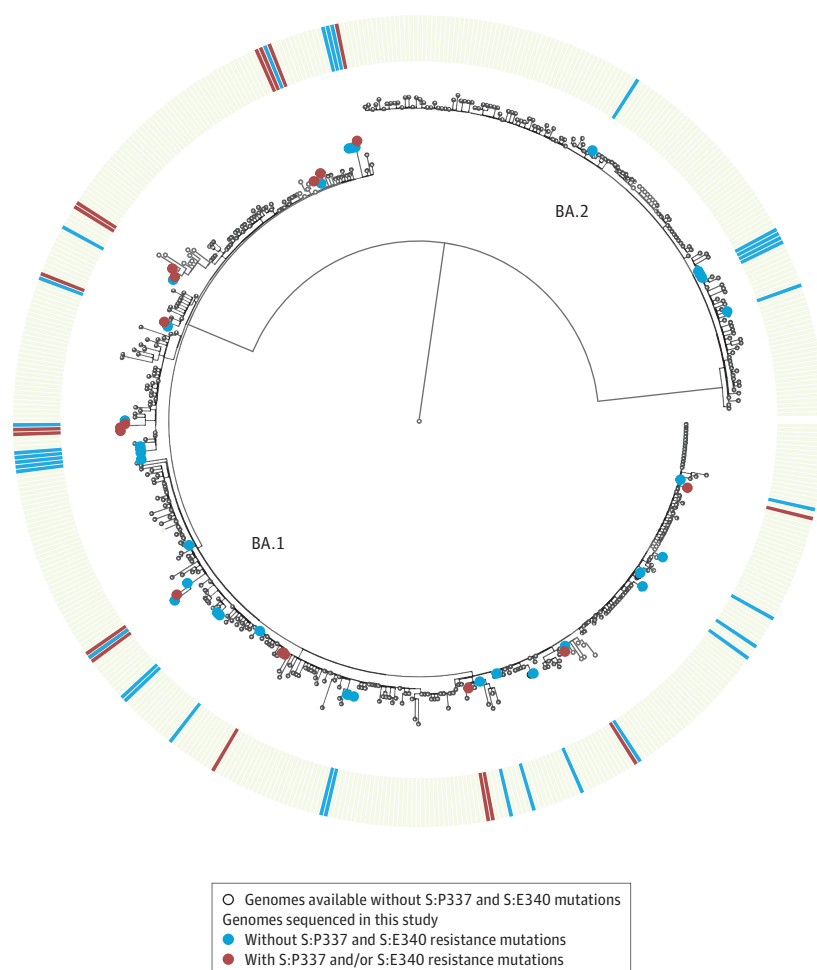 BA.2
BA.1
Genomes available without S:P337 and S:E340 mutations
Genomes sequenced in this study
Without S:P337 and S:E340 resistance mutations
With S:P337 and/or S:E340 resistance mutations